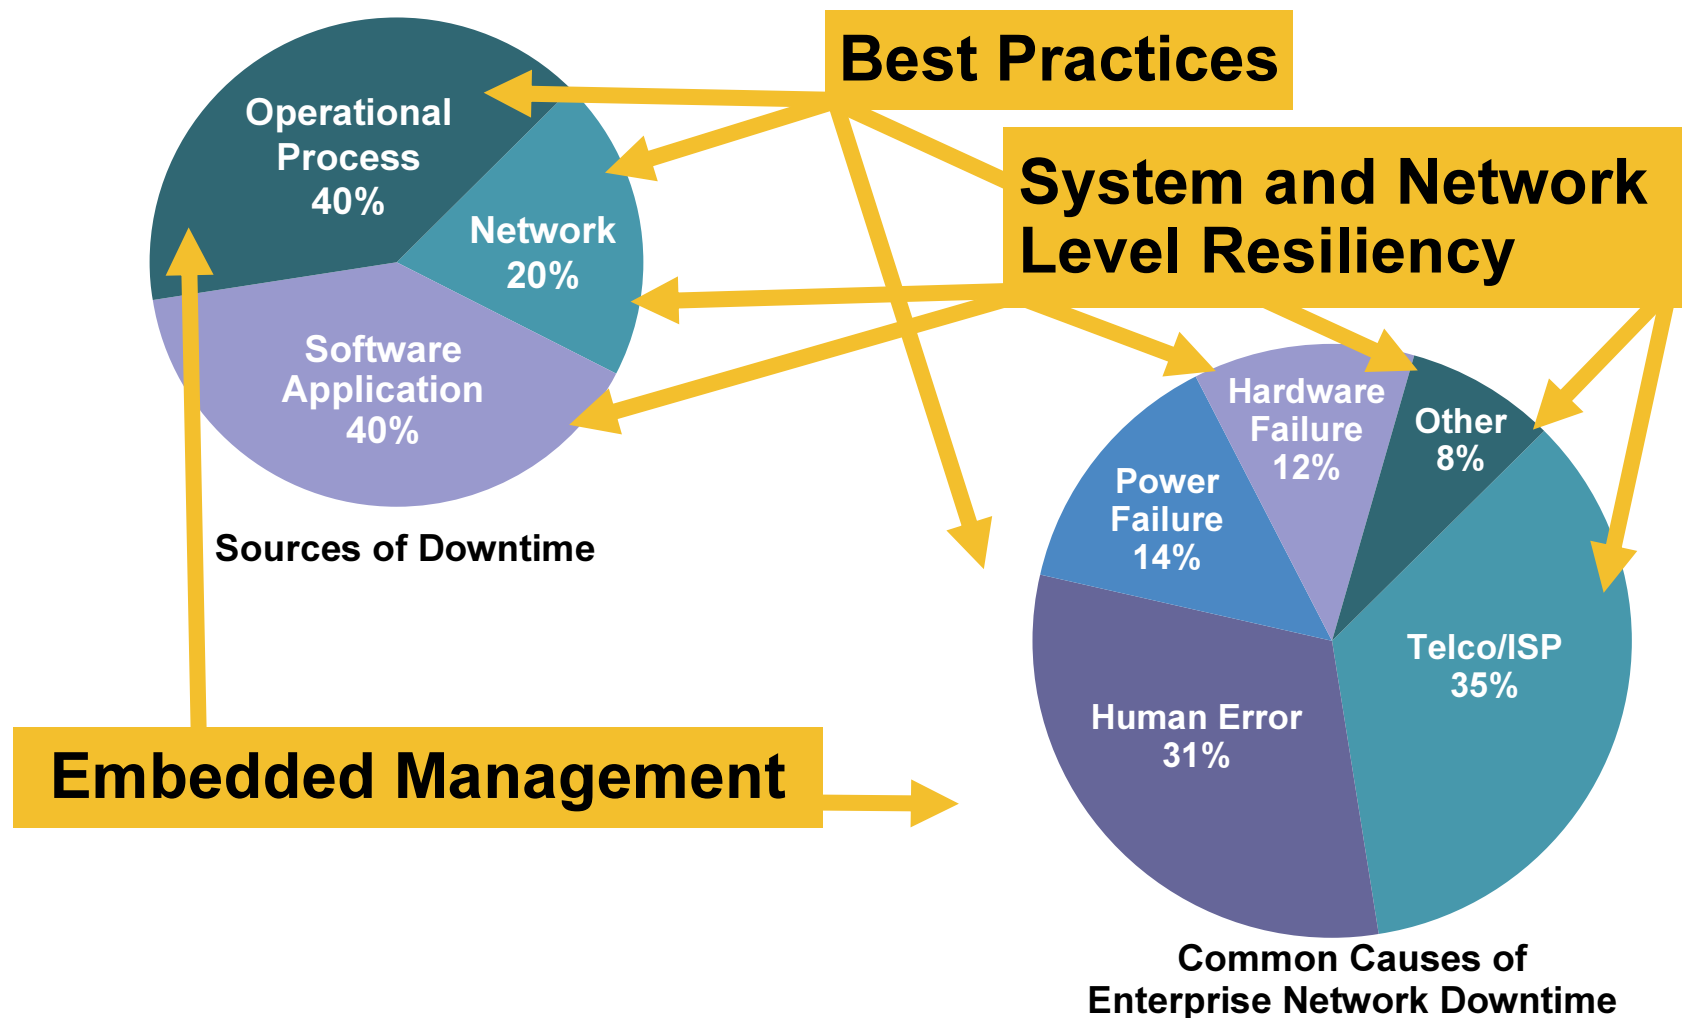 Best Practices
System and Network
Level Resiliency
Operational
Process
40%
Network
20%
Software
Application
40%
Sources of Downtime
Hardware
Failure
12%
Other
8%
Power
Failure
14%
Telco/ISP
35%
Human Error
31%
Embedded Management
Common Causes of
Enterprise Network Downtime